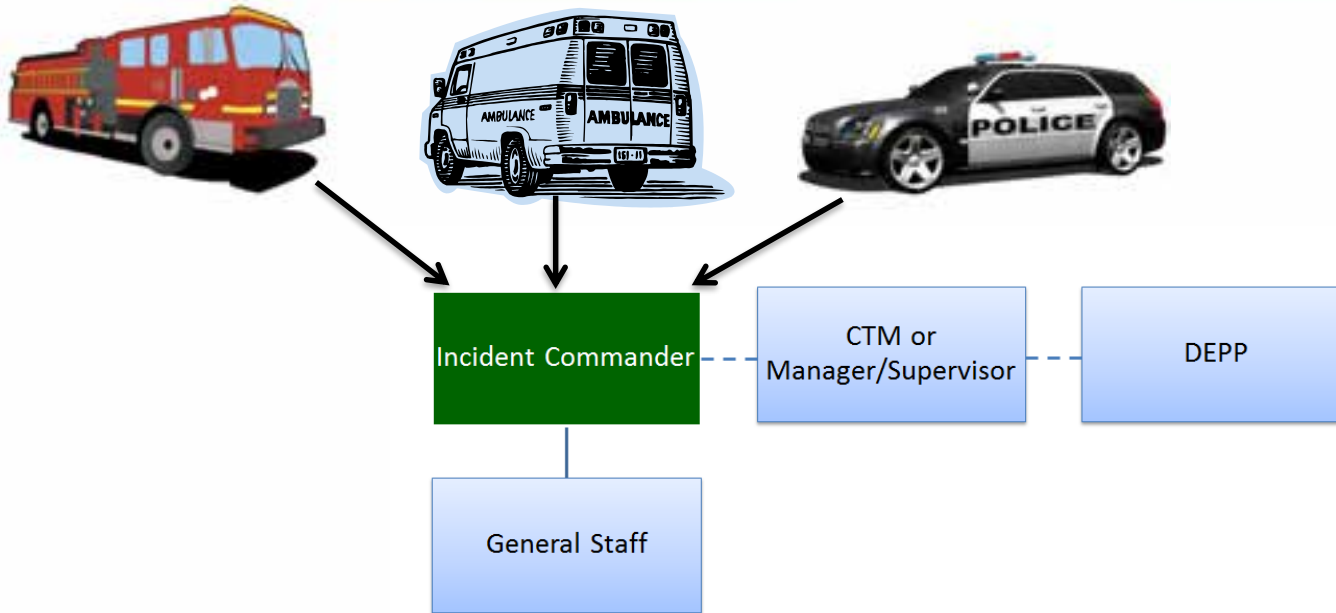 AMBULANCE
AMBULANCE
POLICE
Incident Commander
CTM or
Manager/Supervisor
DEPP
General Staff